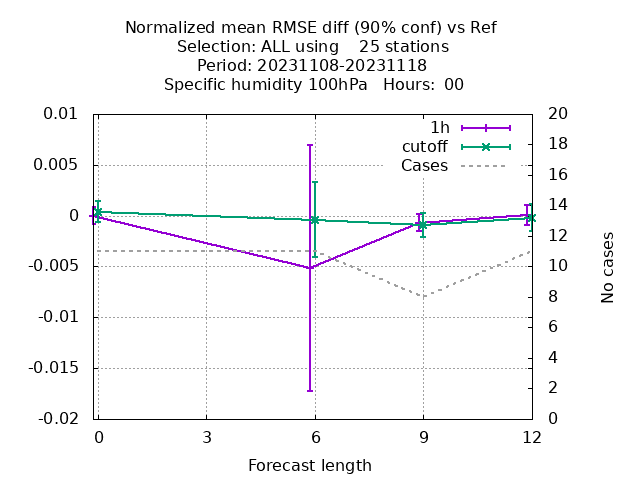 Normalized mean RMSE diff (90% conf) vs Ref
Selection: ALL using    25 stations
Period: 20231108-20231118
Specific humidity 100hPa   Hours:  00
0.01
0.005
0
-0.005
-0.01
-0.015
-0.02
20
18
16
14
12
10
8
6
4
2
0
1h
cutoff
Cases
No cases
0
3
6
9
12
Forecast length